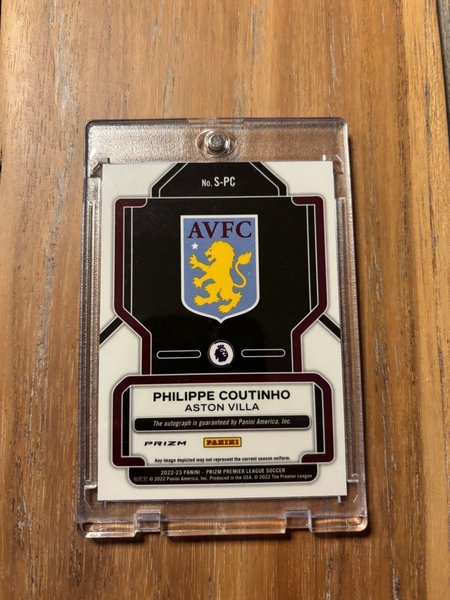 No. S-PC
AVFC
PHILIPPE COUTINHO
ASTON VILLA
The autograph is guaranteed by Panini America, Inc.
PRIZM
PANINI
Any image depicted may not represent the current season uniform.
2022-23 PANINI – PRIZM PREMIER LEAGUE SOCCER
© 2022 Panini America, Inc. Produced in the USA. © 2023 The Premier League